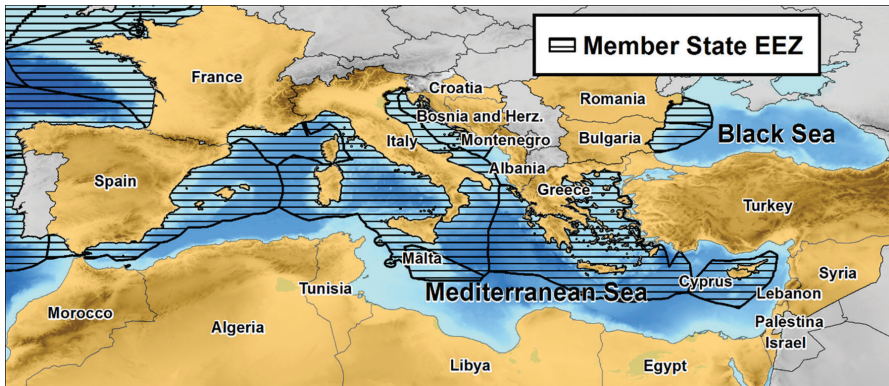 Member State EEZ
France
Croatia
Romania
Bosnia and Herz.
Black Sea
Italy
Montenegro
Bulgaria
Albania
Spain
Greece
Turkey
Malta
Tunisia
Cyprus
Syria
Mediterranean Sea
Lebanon
Morocco
Algeria
Palestina
Israel
Libya
Egypt